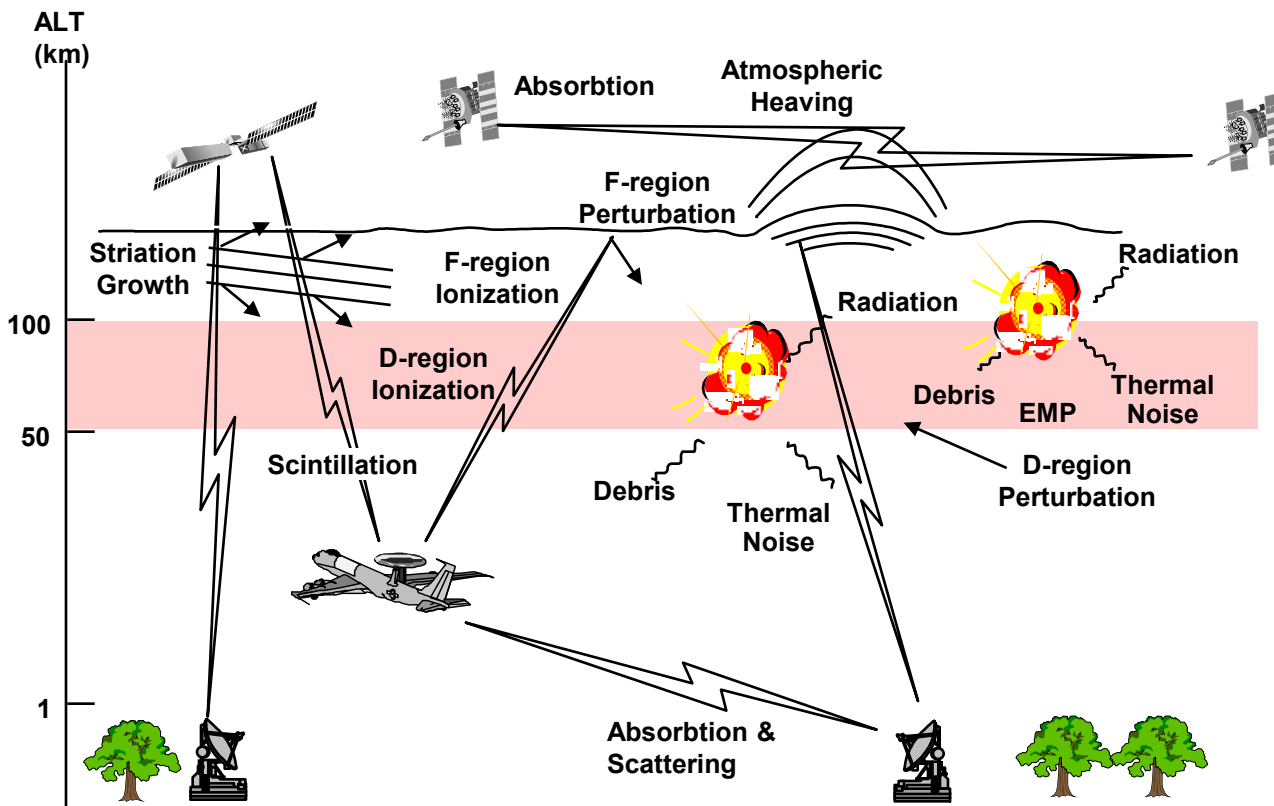 ALT
(km)
Absorbtion
Atmospheric
Heaving
F-region
Perturbation
Striation
Growth
F-region
Ionization
Radiation
Radiation
100
D-region
Ionization
Debris
EMP
Thermal
Noise
50
Scintillation
Debris
Thermal
Noise
D-region
Perturbation
1
Absorbtion &
Scattering